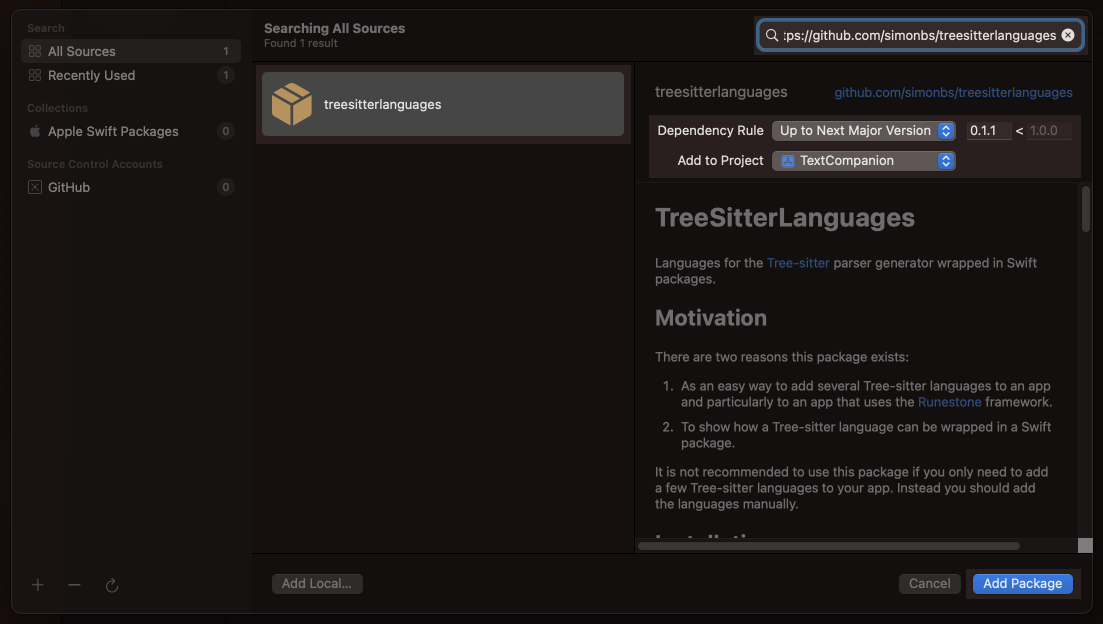 Search
All Sources 1
Recently Used 1
Collections
Apple Swift Packages 0
Source Control Accounts
GitHub 0
Searching All Sources
Found 1 result
:ps://github.com/simonbs/treesitterlanguages
treesitterlanguages
treesitterlanguages github.com/simonbs/treesitterlanguages
Dependency Rule Up to Next Major Version 0.1.1 < 1.0.0
Add to Project TextCompanion
TreeSitterLanguages
Languages for the Tree-sitter parser generator wrapped in Swift
packages.
Motivation
There are two reasons this package exists:
1. As an easy way to add several Tree-sitter languages to an app
and particularly to an app that uses the Runestone framework.
2. To show how a Tree-sitter language can be wrapped in a Swift
package.
It is not recommended to use this package if you only need to add
a few Tree-sitter languages to your app. Instead you should add
the languages manually.
Add Local...
Cancel
Add Package